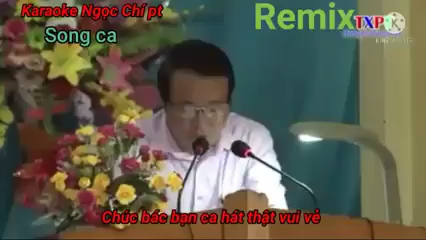 Karaoke Ngọc Chí pt
Remix
TXP
Song ca
Chúc bác bạn ca hát thật vui vẻ